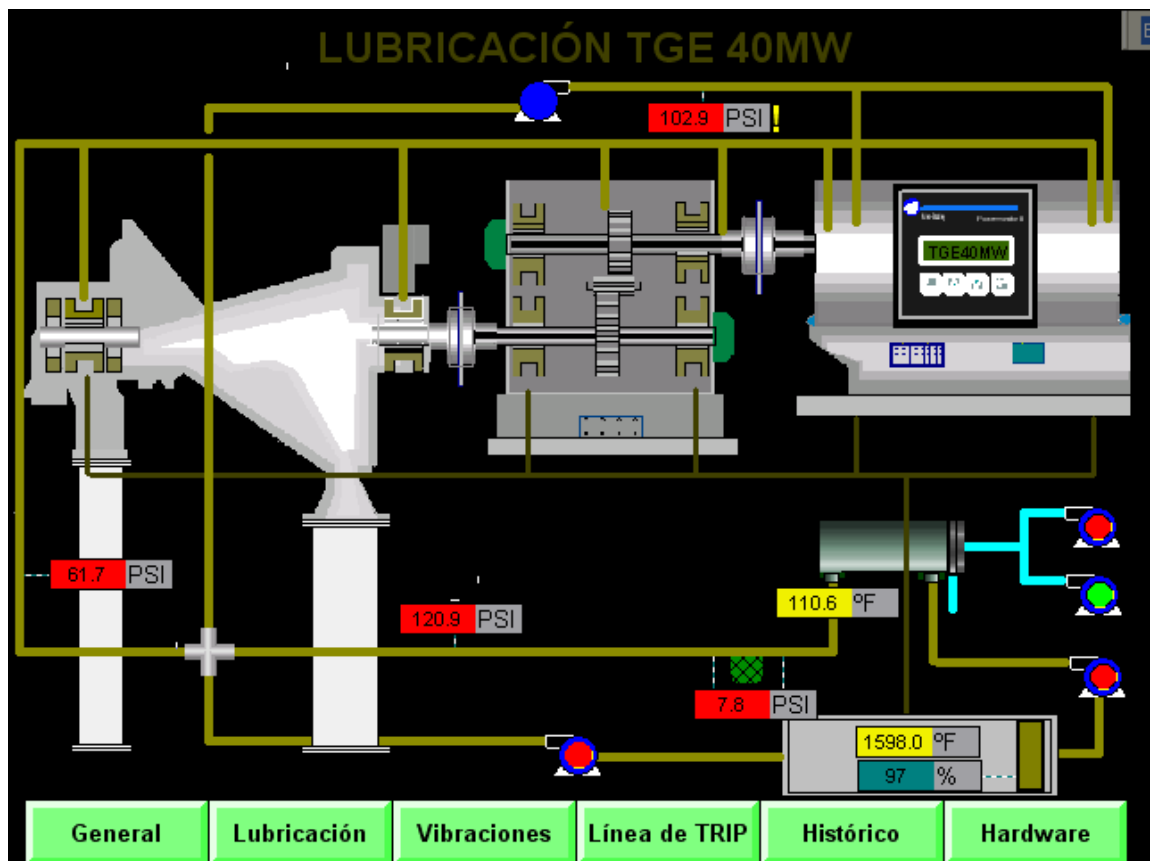 LUBRICACIÓN TGE 40MW
102.9 PSI !
TGE40MW
61.7 PSI
110.6 ºF
120.9 PSI
7.8 PSI
1598.0 ºF
97 %
General
Lubricación
Vibraciones
Línea de TRIP
Histórico
Hardware